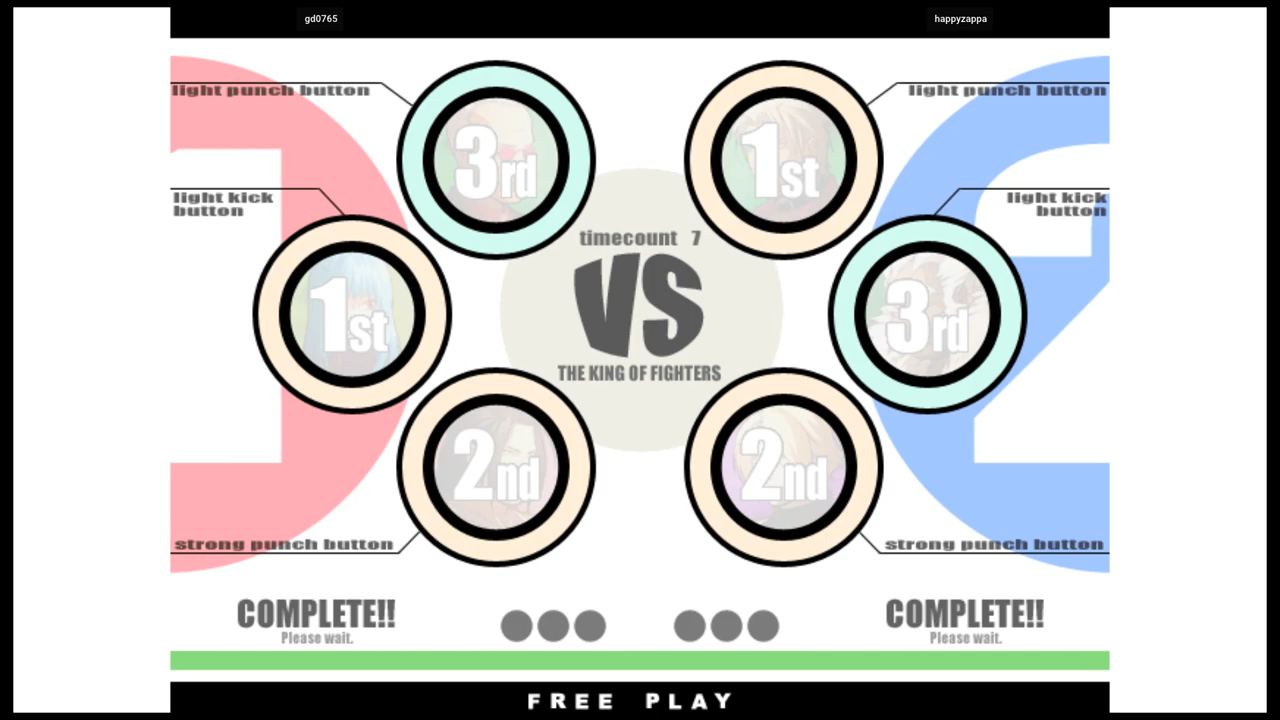 gd0765
happyzappa
light punch button
light punch button
3rd
1st
light kick
button
light kick
button
timecount 7
1st
VS
3rd
THE KING OF FIGHTERS
2nd
2nd
strong punch button
strong punch button
COMPLETE!!
Please wait.
COMPLETE!!
Please wait.
FREE PLAY